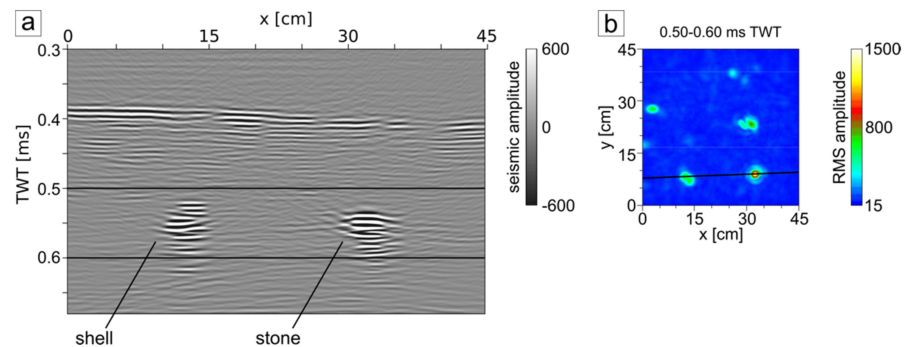 a
x [cm]
0 15 30 45
0.3
0.4
0.5
0.6
TWT [ms]
shell
stone
600
0
-600
seismic amplitude
b
0.50-0.60 ms TWT
45
30
15
0
y [cm]
0 15 30 45
x [cm]
1500
800
15
RMS amplitude